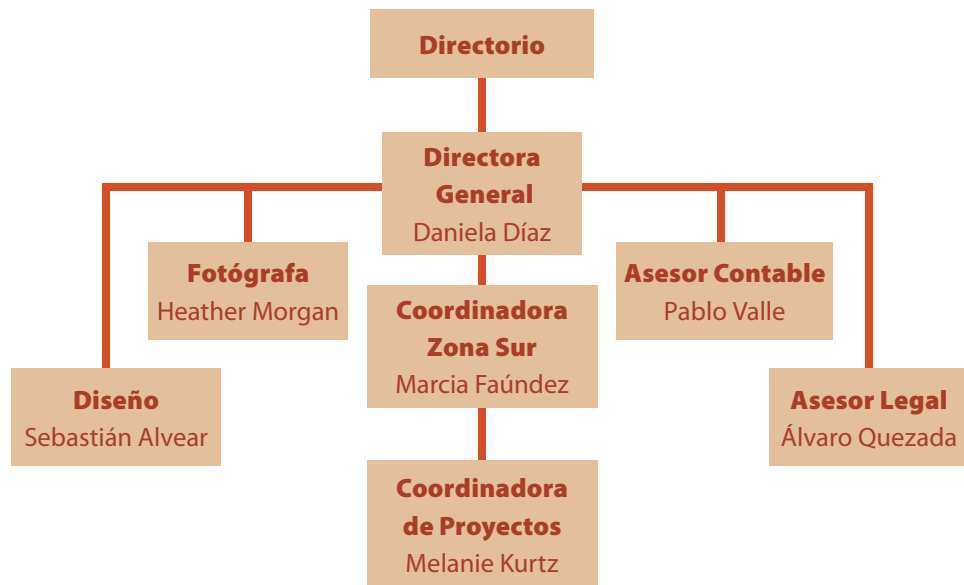 Directorio
Directora
General
Daniela Díaz
Fotógrafa
Heather Morgan
Asesor Contable
Pablo Valle
Coordinadora
Zona Sur
Marcia Faúndez
Diseño
Sebastián Alvear
Asesor Legal
Álvaro Quezada
Coordinadora
de Proyectos
Melanie Kurtz